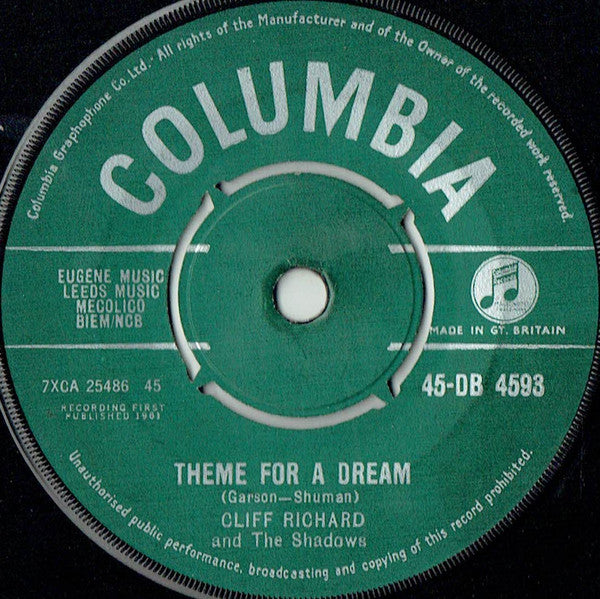 Columbia Graphophone Co. Ltd. · All rights of the Manufacturer and of the Owner of the recorded work reserved.
COLUMBIA
EUGENE MUSIC
LEEDS MUSIC
MECOLICO
BIEM/NCB
MADE IN GT. BRITAIN
7XCA 25486 45
45-DB 4593
RECORDING FIRST
PUBLISHED 1961
THEME FOR A DREAM
(Garson—Shuman)
CLIFF RICHARD
and The Shadows
Unauthorised public performance, broadcasting and copying of this record prohibited.